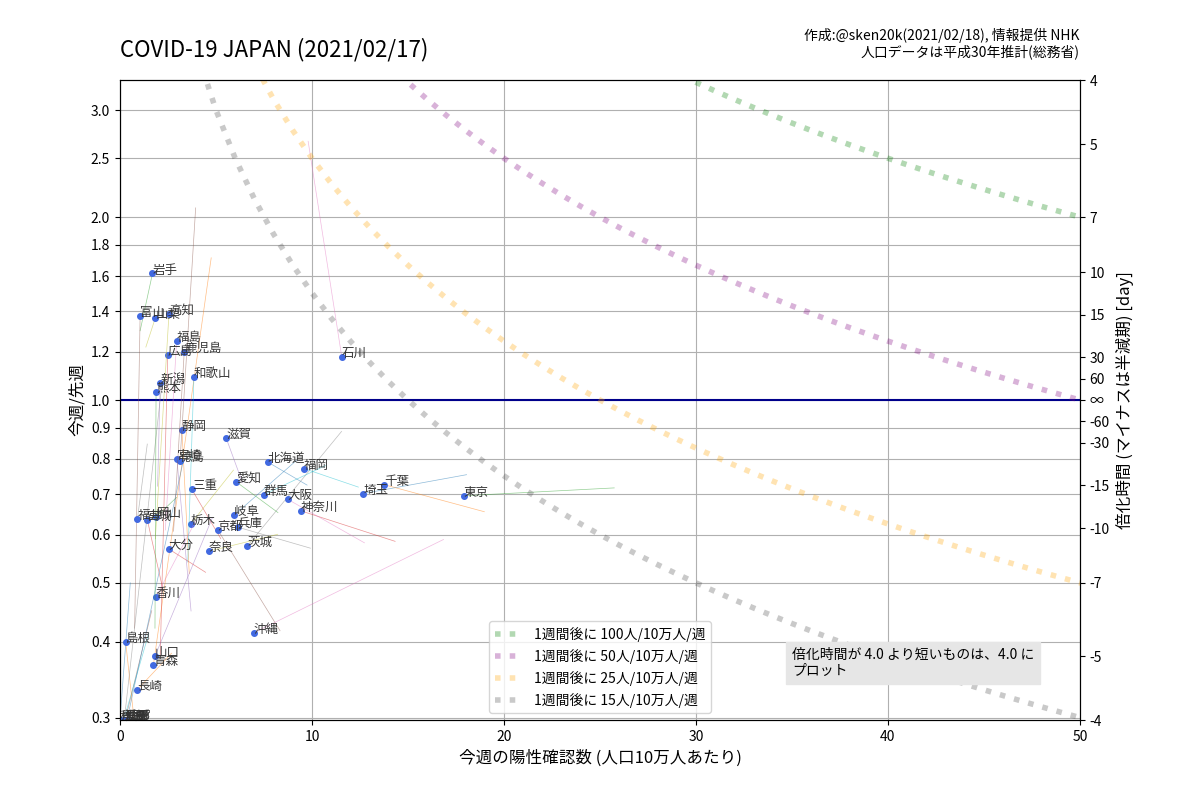 COVID-19 JAPAN (2021/02/17)
作成:@sken20k(2021/02/18), 情報提供 NHK
人口データは平成30年推計(総務省)
今週/先週
3.0
2.5
2.0
1.8
1.6
1.4
1.2
1.0
0.9
0.8
0.7
0.6
0.5
0.4
0.3
岩手
富山
高知
福島
広島
鹿児島
石川
新潟
和歌山
熊本
静岡
滋賀
宮崎
北海道
福岡
三重
愛知
群馬
大阪
埼玉
千葉
東京
神奈川
岡山
栃木
岐阜
京都
兵庫
大分
奈良
茨城
香川
島根
沖縄
山口
青森
長崎
1週間後に 100人/10万人/週
1週間後に 50人/10万人/週
1週間後に 25人/10万人/週
1週間後に 15人/10万人/週
倍化時間が 4.0 より短いものは、4.0 に
プロット
4
5
7
10
15
30
60
∞
-60
-30
-15
-10
-7
-5
-4
倍化時間 (マイナスは半減期) [day]
0
10
20
30
40
50
今週の陽性確認数 (人口10万人あたり)